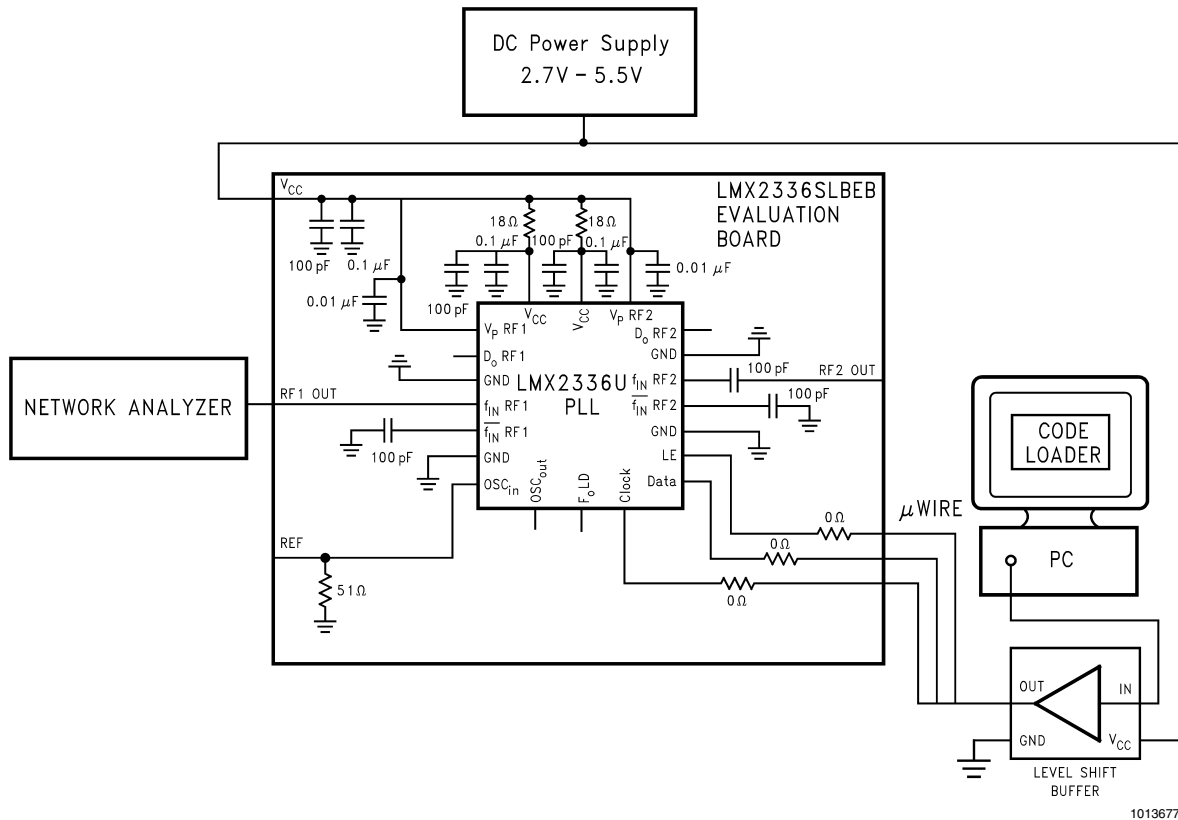 DC Power Supply
2.7V – 5.5V
V_CC
LMX2336SLBEB
EVALUATION
BOARD
18Ω
18Ω
0.1 μF
100 pF
0.1 μF
100 pF
0.1 μF
0.01 μF
0.01 μF
100 pF
V_CC
V_CC
V_P RF2
V_P RF1
D_o RF2
D_o RF1
GND
GND
LMX2336U
PLL
f_IN RF2
100 pF
RF2 OUT
NETWORK ANALYZER
RF1 OUT
f_IN RF1
f̅_IN RF2
100 pF
f̅_IN RF1
100 pF
GND
GND
LE
OSC_in
OSC_out
F_oLD
Clock
Data
CODE
LOADER
μWIRE
0Ω
0Ω
0Ω
REF
51Ω
PC
OUT
IN
GND
V_CC
LEVEL SHIFT
BUFFER
1013677